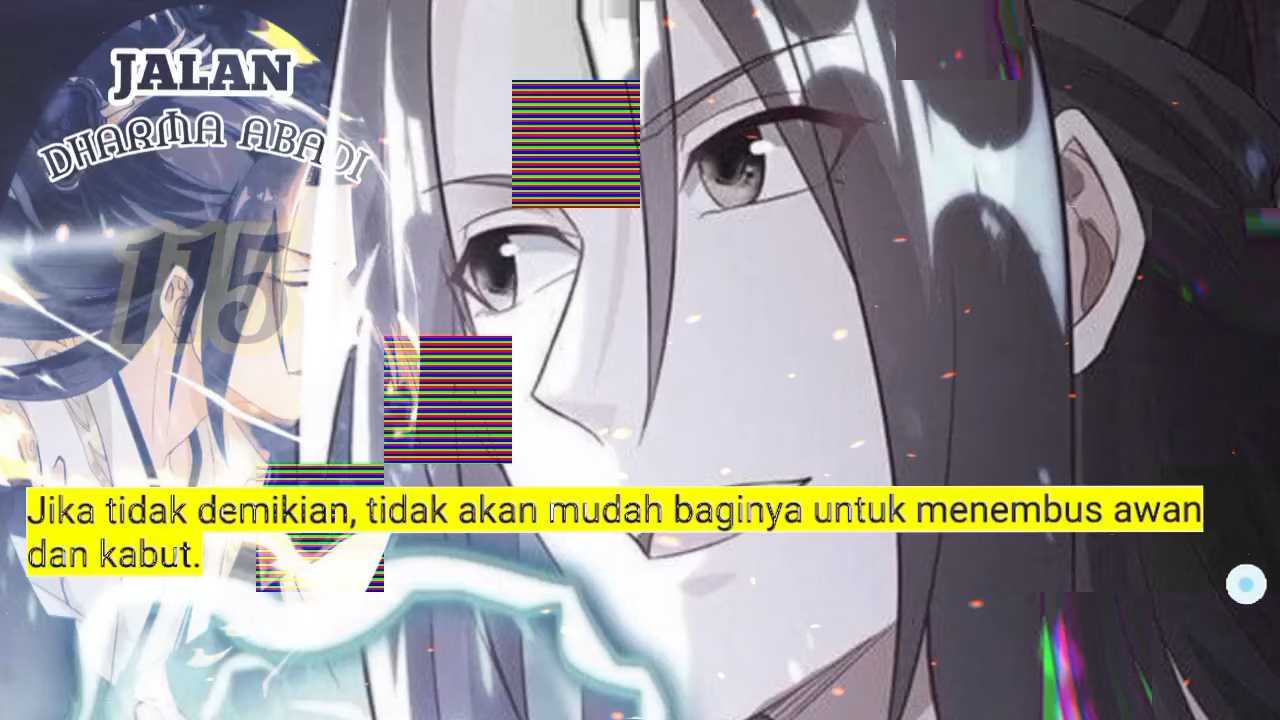 JALAN
DHARMA ABADI
115
Jika tidak demikian, tidak akan mudah baginya untuk menembus awan
dan kabut.